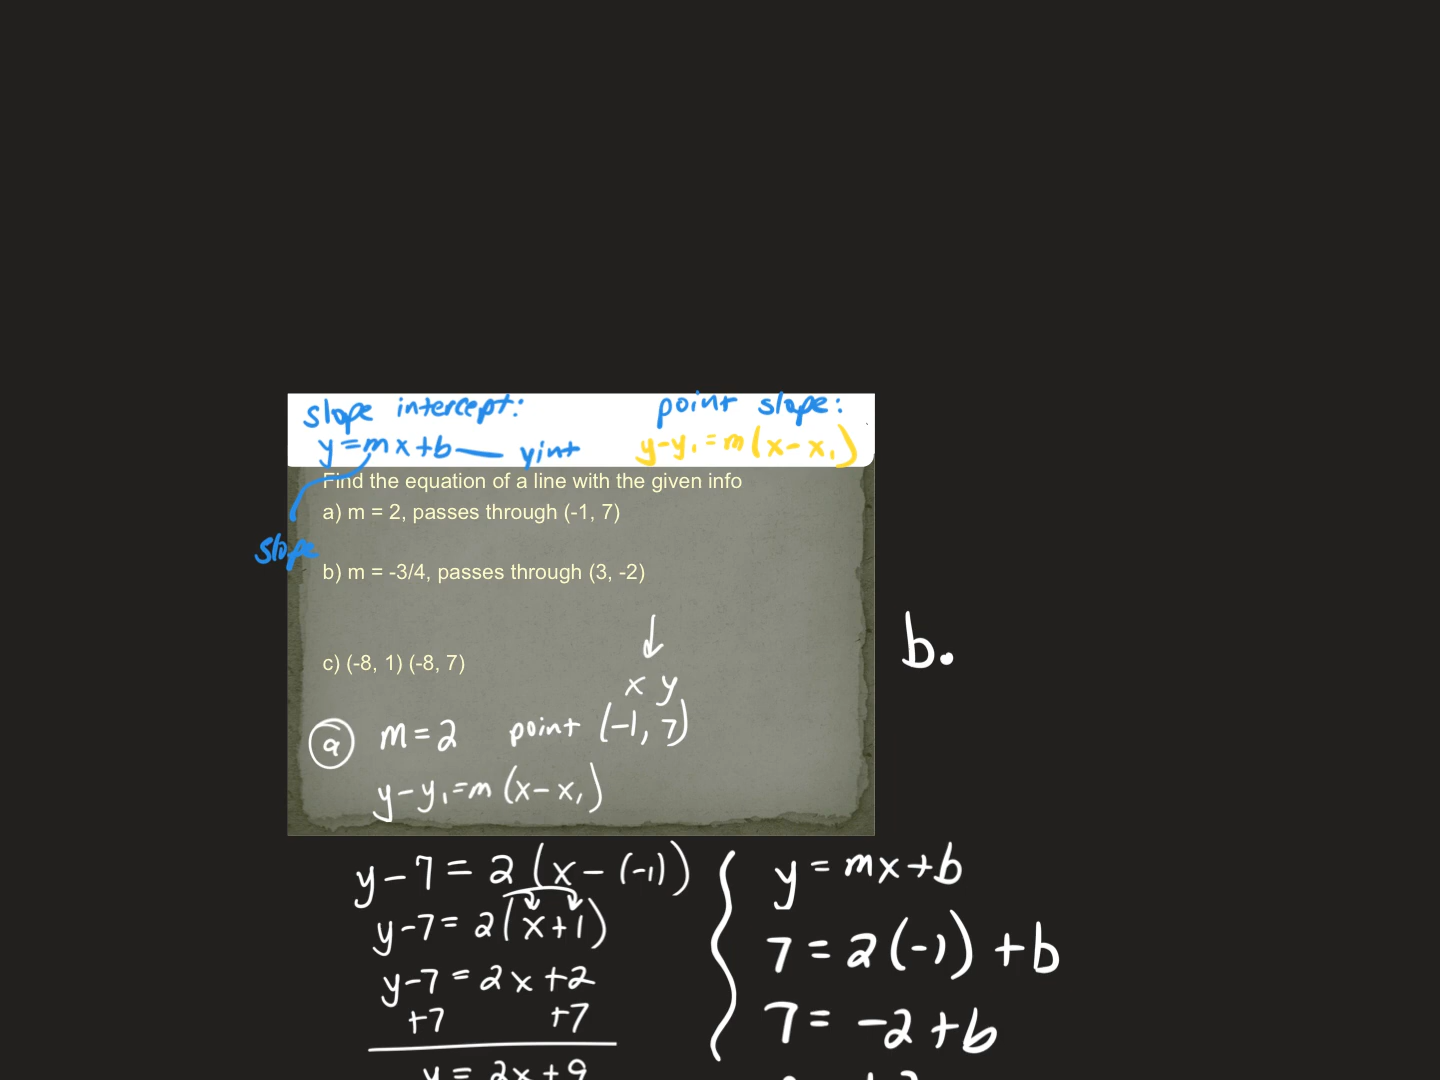 slope intercept:
y = mx + b — yint
slope
point slope:
y - y₁ = m(x - x₁)
Find the equation of a line with the given info
a) m = 2, passes through (-1, 7)
b) m = -3/4, passes through (3, -2)
c) (-8, 1) (-8, 7)
x y
a m = 2 point (-1, 7)
y - y₁ = m(x - x₁)
y - 7 = 2(x - (-1))
y - 7 = 2(x + 1)
y - 7 = 2x + 2
+7 +7
y = 2x + 9
y = mx + b
7 = 2(-1) + b
7 = -2 + b
b.